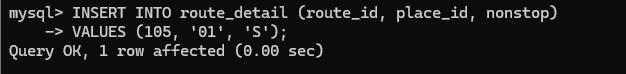 mysql> INSERT INTO route_detail (route_id, place_id, nonstop)
    -> VALUES (105, '01', 'S');
Query OK, 1 row affected (0.00 sec)